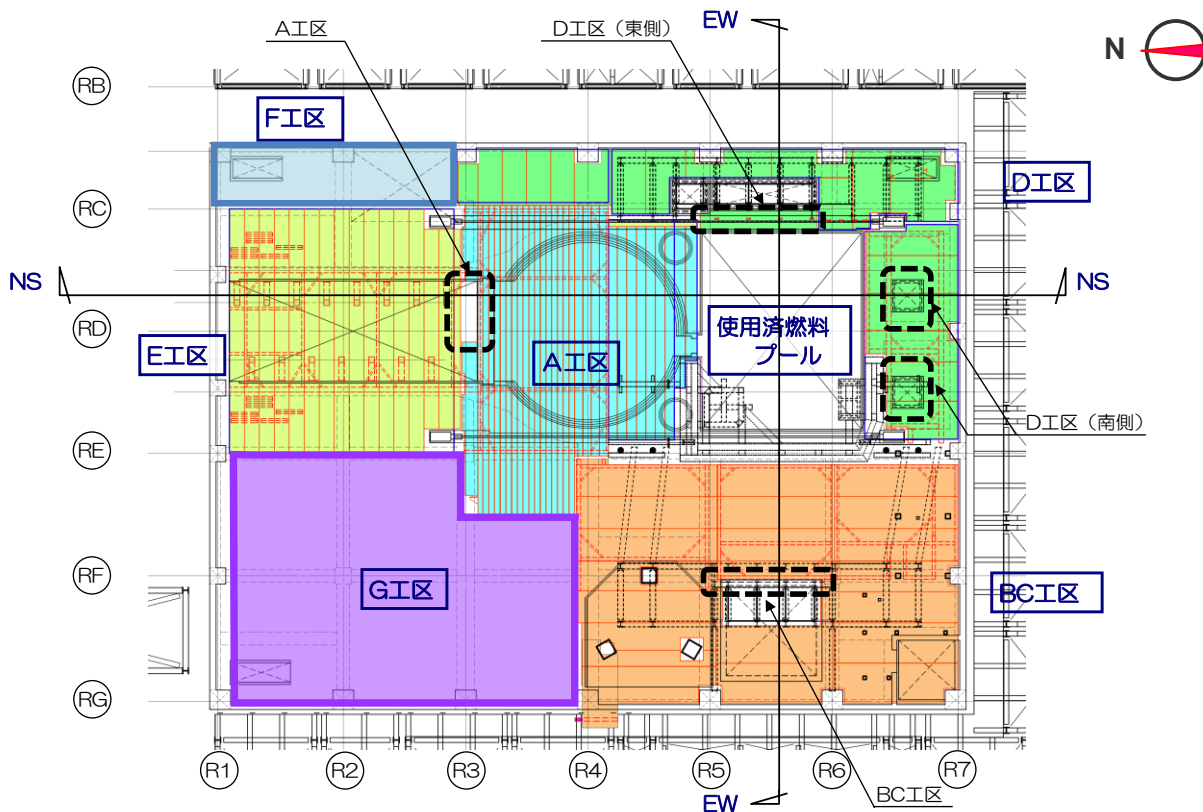 EW
A工区
D工区（東側）
N
RB
F工区
D工区
RC
NS
NS
RD
使用済燃料
プール
E工区
A工区
D工区（南側）
RE
RF
G工区
BC工区
RG
R1
R2
R3
R4
R5
R6
R7
EW
BC工区